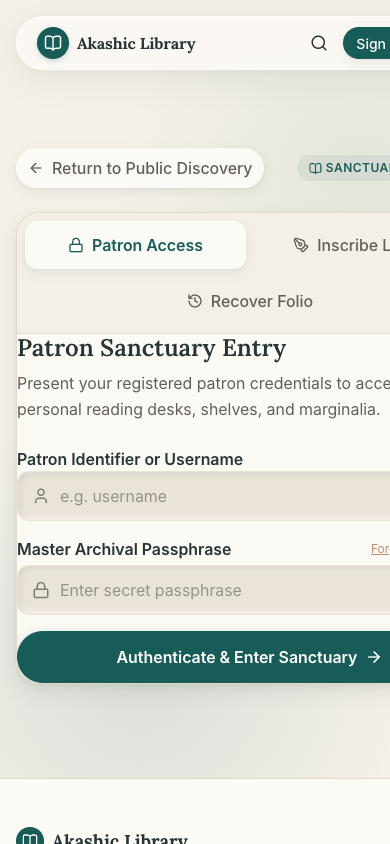 Akashic Library
Sign
Return to Public Discovery
Patron Access
Inscribe L
Recover Folio
Patron Sanctuary Entry
Present your registered patron credentials to acce
personal reading desks, shelves, and marginalia.
Patron Identifier or Username
e.g. username
Master Archival Passphrase
For
Enter secret passphrase
Authenticate & Enter Sanctuary
Akashic Library